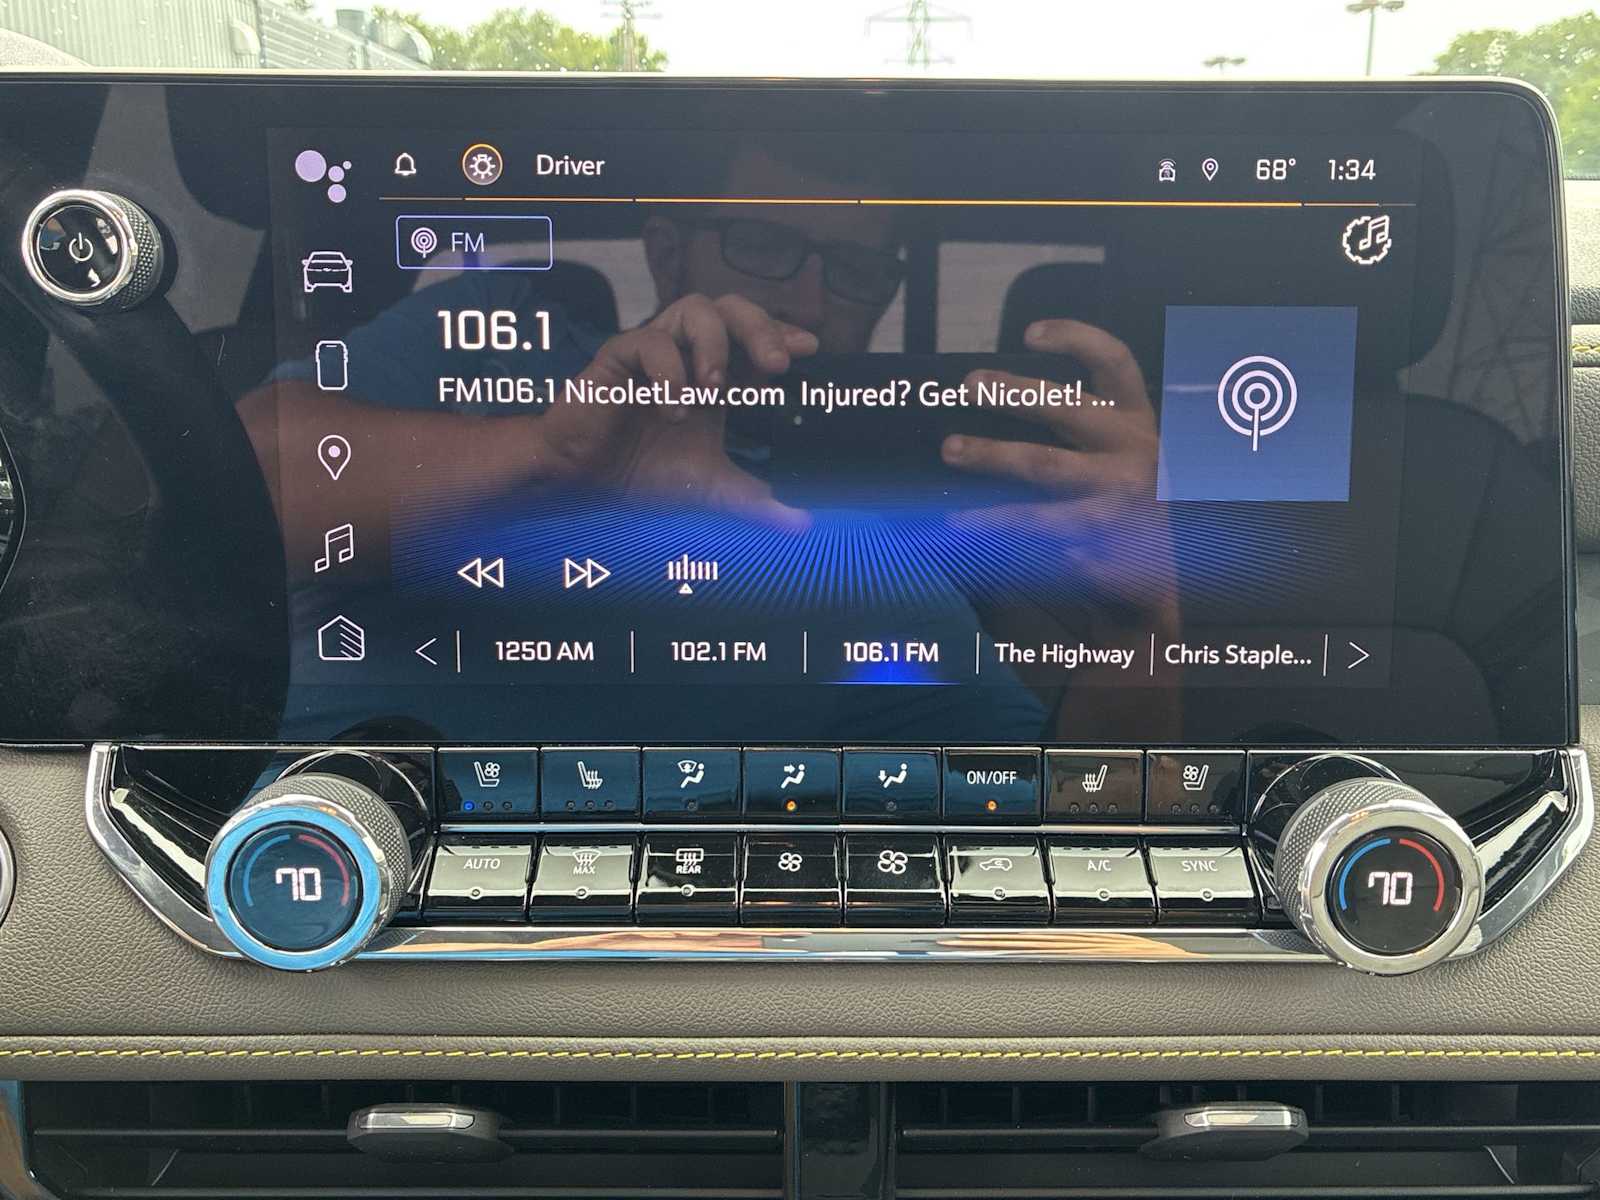 Driver 68° 1:34
FM
106.1
FM106.1 NicoletLaw.com Injured? Get Nicolet! ...
1250 AM 102.1 FM 106.1 FM The Highway Chris Staple...
ON/OFF
AUTO MAX REAR A/C SYNC
70 70